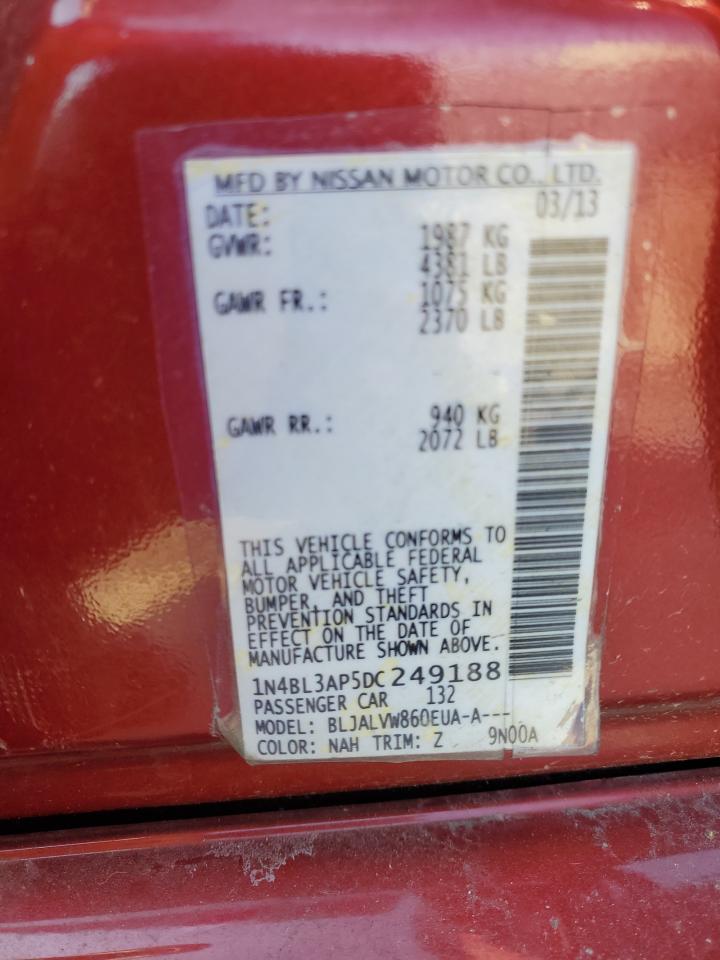 MFD BY NISSAN MOTOR CO., LTD.
DATE: 03/13
GVWR: 1987 KG
4381 LB
GAWR FR.: 1075 KG
2370 LB
GAWR RR.: 940 KG
2072 LB
THIS VEHICLE CONFORMS TO
ALL APPLICABLE FEDERAL
MOTOR VEHICLE SAFETY,
BUMPER, AND THEFT
PREVENTION STANDARDS IN
EFFECT ON THE DATE OF
MANUFACTURE SHOWN ABOVE.
1N4BL3AP5DC249188
PASSENGER CAR 132
MODEL: BLJALVW860EUA-A---
COLOR: NAH TRIM: Z 9N00A